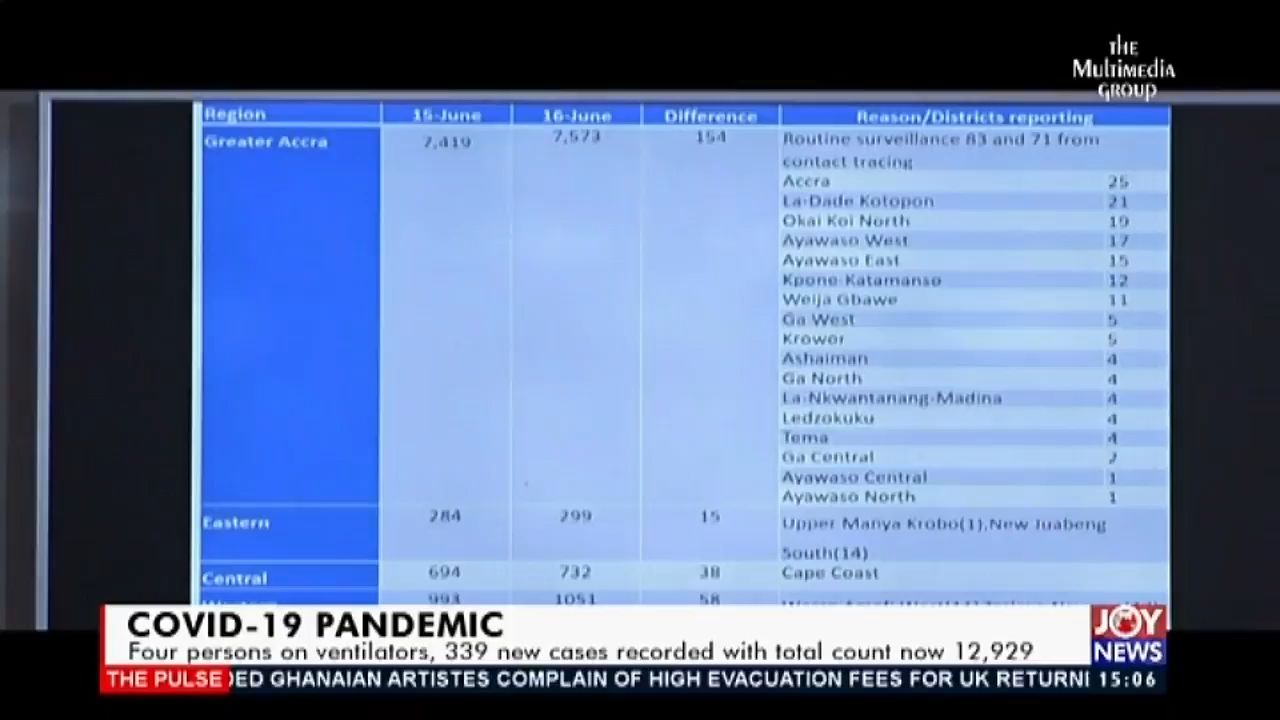 THE
MultiMedia
GROUP
Region 15-June 16-June Difference Reason/Districts reporting
Greater Accra 7,419 7,573 154 Routine surveillance 83 and 71 from
contact tracing
Accra 25
La-Dade Kotopon 21
Okai Koi North 19
Ayawaso West 17
Ayawaso East 15
Kpone-Katamanso 12
Weija Gbawe 11
Ga West 5
Krowor 5
Ashaiman 4
Ga North 4
La-Nkwantanang-Madina 4
Ledzokuku 4
Tema 4
Ga Central 2
Ayawaso Central 1
Ayawaso North 1
Eastern 284 299 15 Upper Manya Krobo(1),New Juabeng
South(14)
Central 694 732 38 Cape Coast
993 1051 58
COVID-19 PANDEMIC
Four persons on ventilators, 339 new cases recorded with total count now 12,929
JOY
NEWS
THE PULSE DED GHANAIAN ARTISTES COMPLAIN OF HIGH EVACUATION FEES FOR UK RETURNI 15:06